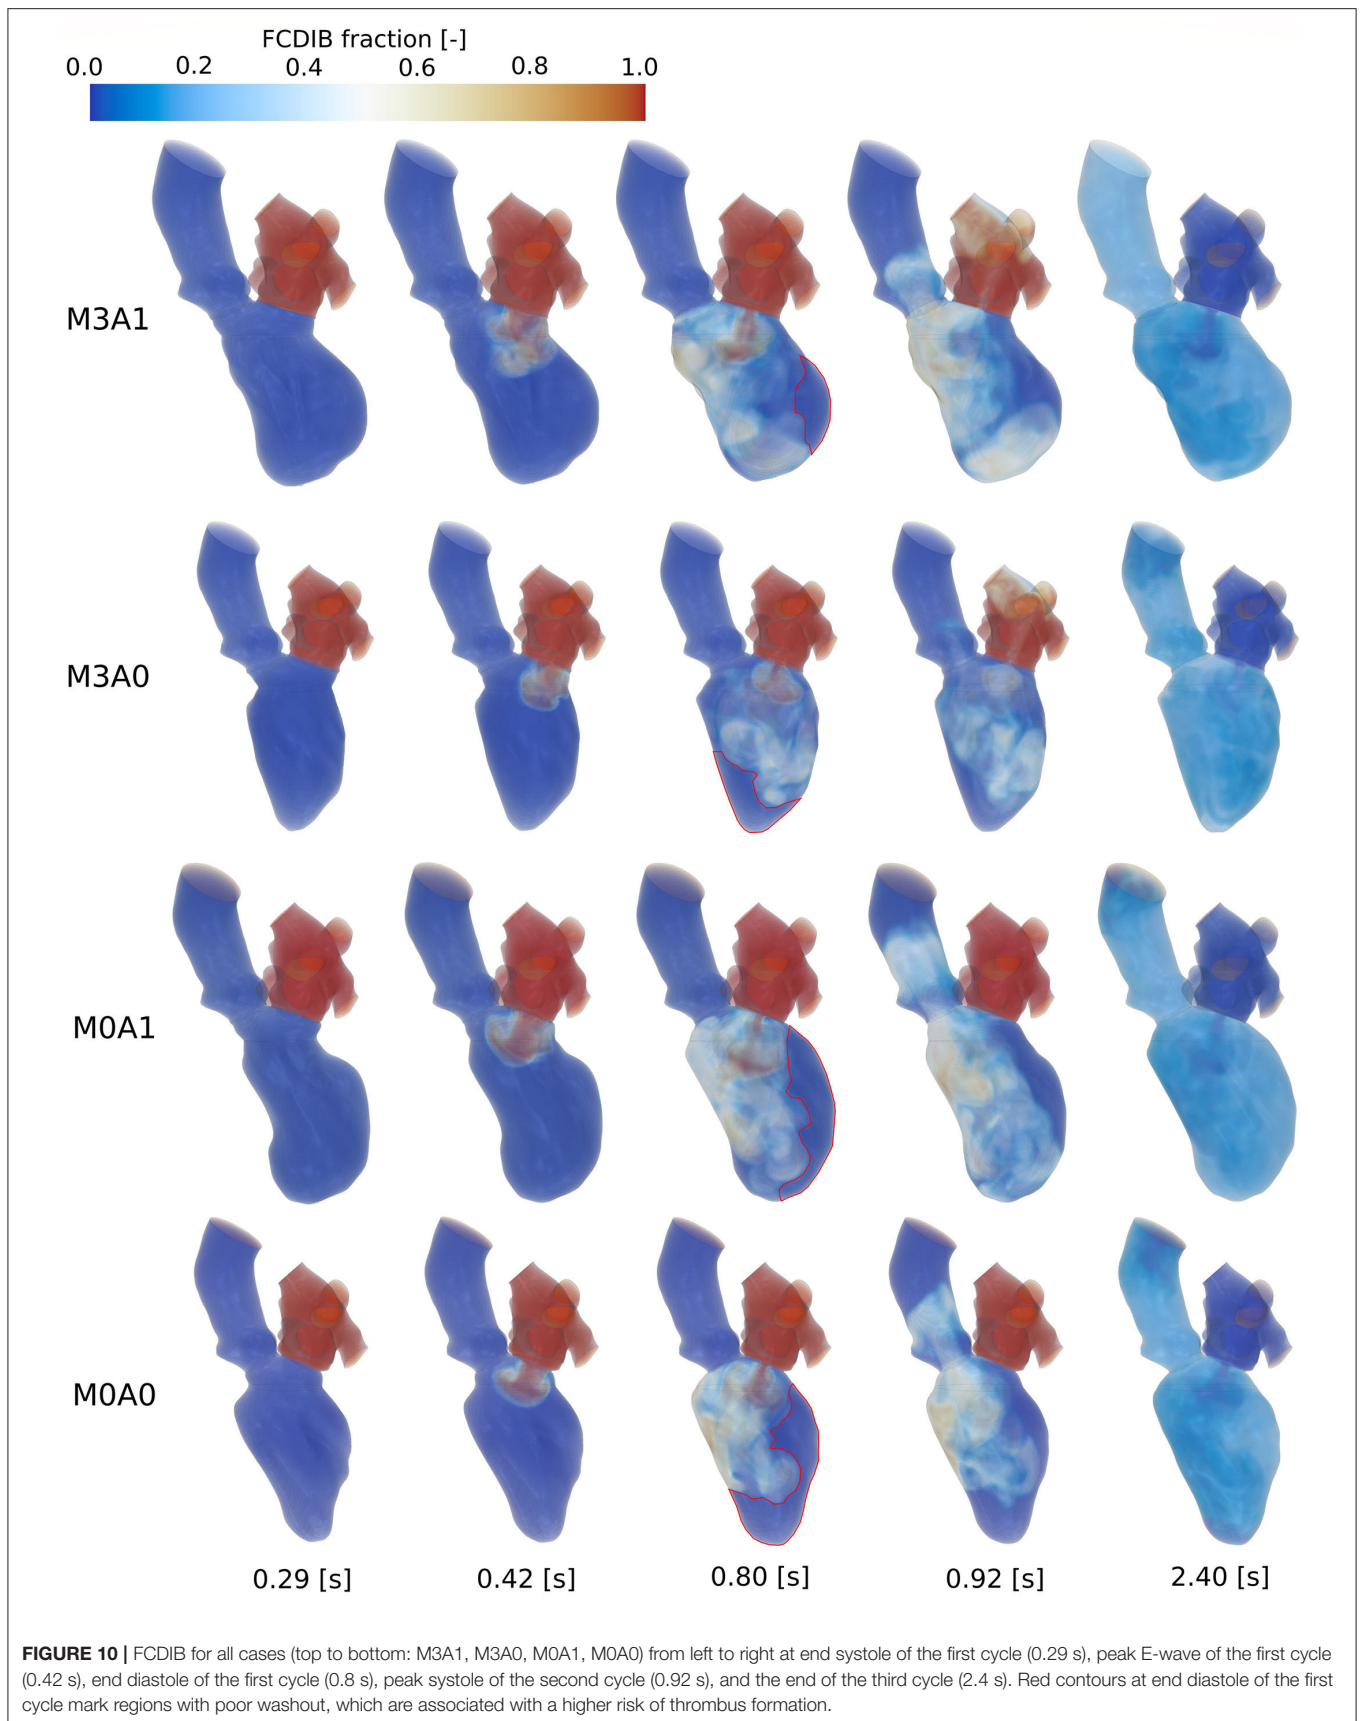 FCDIB fraction [-]
0.0 0.2 0.4 0.6 0.8 1.0
M3A1
M3A0
M0A1
M0A0
0.29 [s] 0.42 [s] 0.80 [s] 0.92 [s] 2.40 [s]
FIGURE 10 | FCDIB for all cases (top to bottom: M3A1, M3A0, M0A1, M0A0) from left to right at end systole of the first cycle (0.29 s), peak E-wave of the first cycle
(0.42 s), end diastole of the first cycle (0.8 s), peak systole of the second cycle (0.92 s), and the end of the third cycle (2.4 s). Red contours at end diastole of the first
cycle mark regions with poor washout, which are associated with a higher risk of thrombus formation.